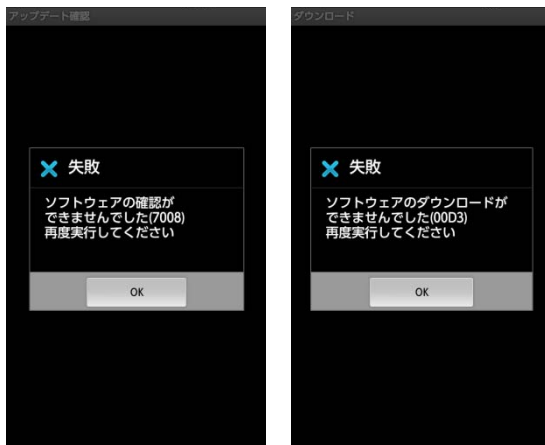 アップデート確認
失敗
ソフトウェアの確認が
できませんでした(7008)
再度実行してください
OK
ダウンロード
失敗
ソフトウェアのダウンロードが
できませんでした(00D3)
再度実行してください
OK